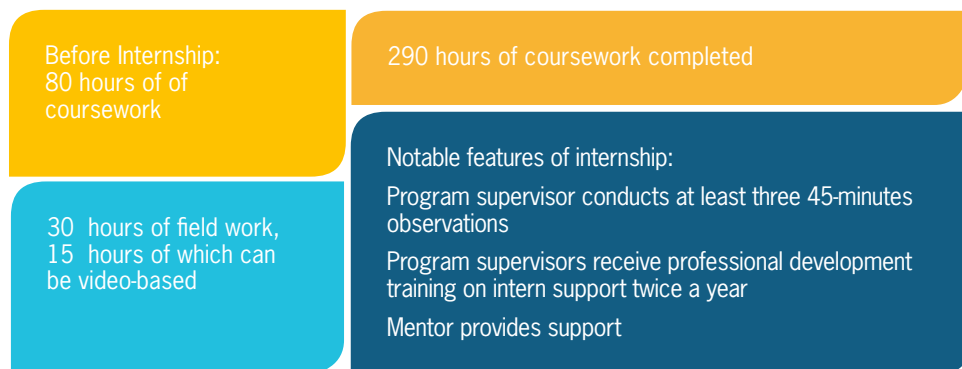 Before Internship:
80 hours of of
coursework
290 hours of coursework completed
30 hours of field work,
15 hours of which can
be video-based
Notable features of internship:
Program supervisor conducts at least three 45-minutes
observations
Program supervisors receive professional development
training on intern support twice a year
Mentor provides support